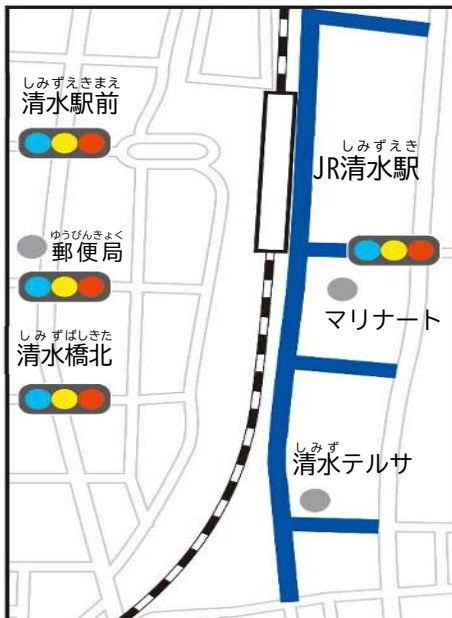 しみずえきまえ
清水駅前
しみずえき
JR清水駅
ゆうびんきょく
郵便局
マリナート
しみずばしきた
清水橋北
しみず
清水テルサ